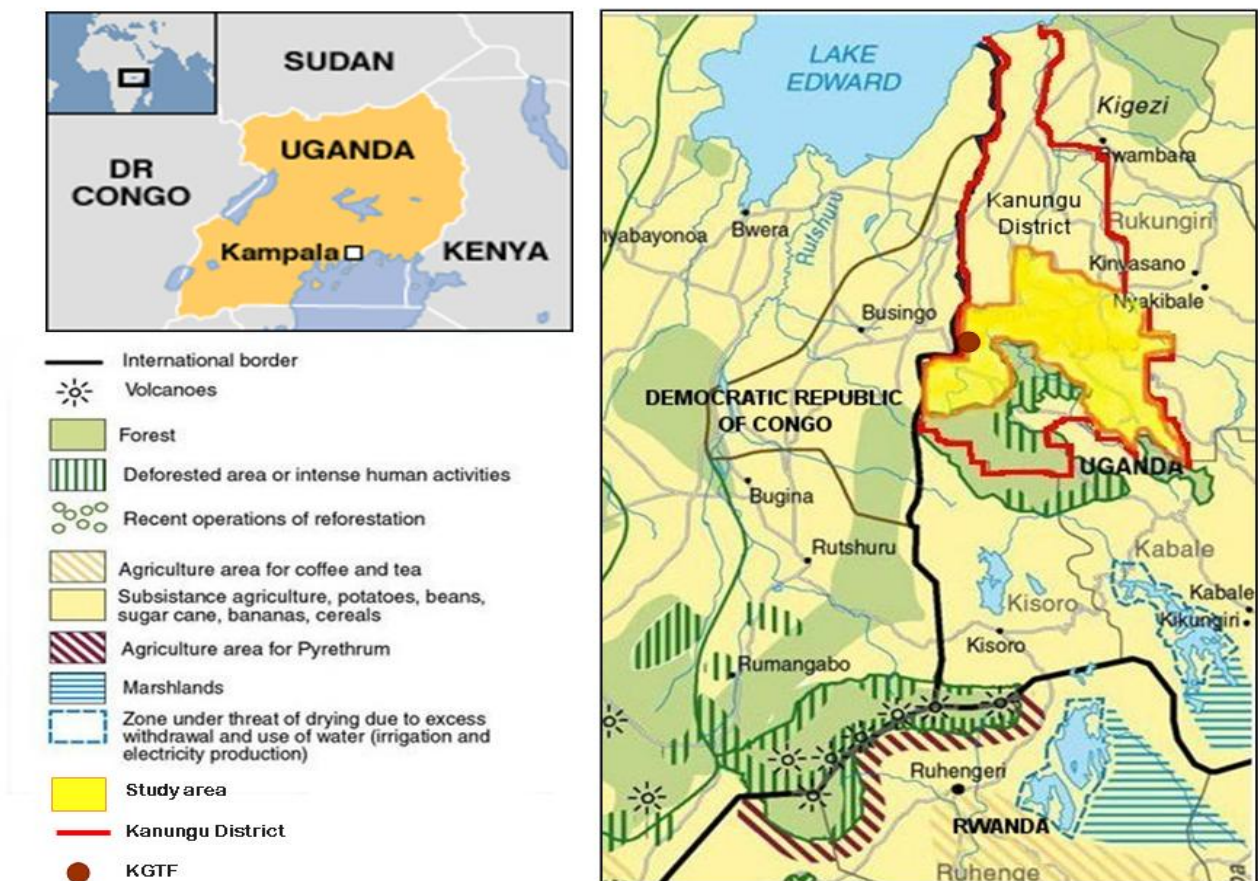 SUDAN
UGANDA
DR
CONGO
Kampala
KENYA
International border
Volcanoes
Forest
Deforested area or intense human activities
Recent operations of reforestation
Agriculture area for coffee and tea
Subsistance agriculture, potatoes, beans,
sugar cane, bananas, cereals
Agriculture area for Pyrethrum
Marshlands
Zone under threat of drying due to excess
withdrawal and use of water (irrigation and
electricity production)
Study area
Kanungu District
KGTF
LAKE
EDWARD
Kigezi
wambara
Kanungu
District
Rukungiri
nyabayonoa
Bwera
Rutshuru
Kinyasano
Nyakibale
Busingo
DEMOCRATIC REPUBLIC
OF CONGO
UGANDA
Bugina
Rutshuru
Kabale
Kisoro
Kabale
Kikungiri
Kisoro
Rumangabo
Ruhengeri
RWANDA
Ruhenge